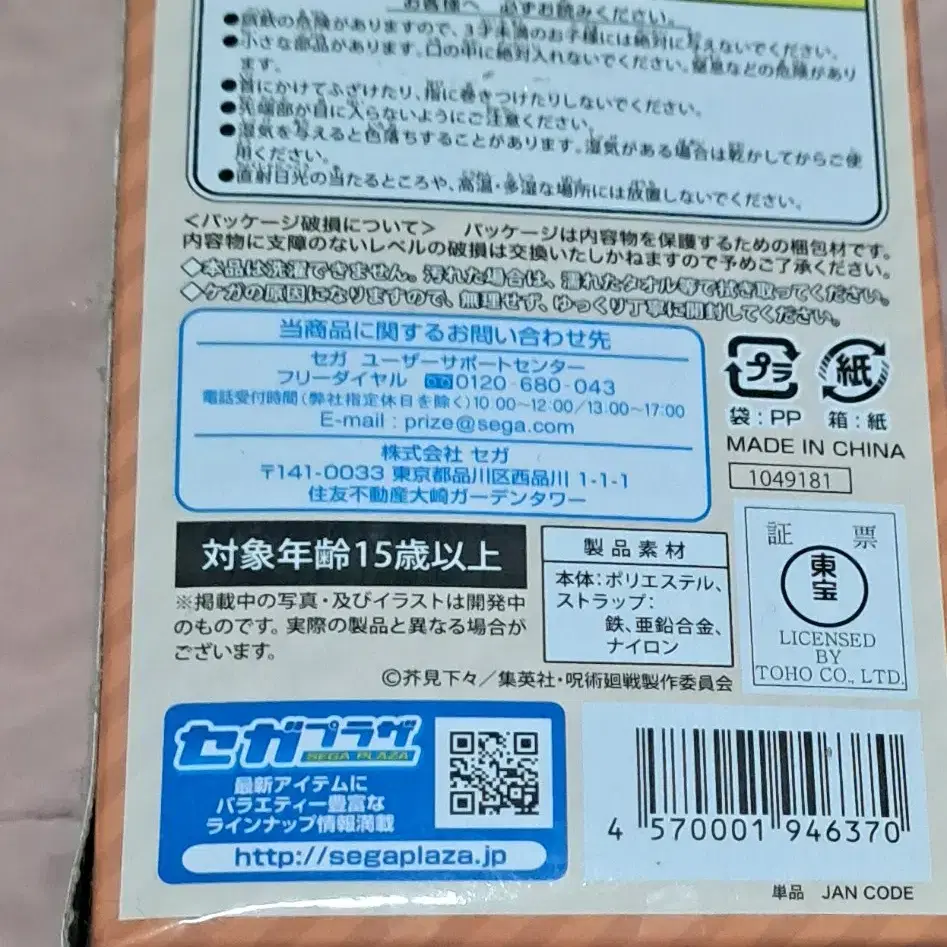 お客様へ 必ずお読みください。
●誤飲の危険がありますので、3才未満のお子様には絶対に与えないでください。
●小さな部品があります。口の中に絶対入れないでください。窒息などの危険があり
ます。
●首にかけてふざけたり、指に巻きつけたりしないでください。
●先端部が目に入らないようにご注意ください。
●湿気を与えると色落ちすることがあります。湿気がある場合は乾かしてからご使
用ください。
●直射日光の当たるところや、高温・多湿な場所には放置しないでください。
＜パッケージ破損について＞ パッケージは内容物を保護するための梱包材です。
内容物に支障のないレベルの破損は交換いたしかねますので予めご了承ください。
◇本品は洗濯できません。汚れた場合は、濡れたタオル等で拭き取ってください。
◇ケガの原因になりますので、無理せず、ゆっくり丁寧に開封してください。
当商品に関するお問い合わせ先
セガ ユーザーサポートセンター
フリーダイヤル 0120-680-043
電話受付時間(弊社指定休日を除く)10:00~12:00/13:00~17:00
E-mail : prize@sega.com
株式会社 セガ
〒141-0033 東京都品川区西品川 1-1-1
住友不動産大崎ガーデンタワー
プラ 紙
袋:PP 箱:紙
MADE IN CHINA
1049181
対象年齢15歳以上
※掲載中の写真・及びイラストは開発中
のものです。実際の製品と異なる場合が
ございます。
製品素材
本体:ポリエステル、
ストラップ:
鉄、亜鉛合金、
ナイロン
証 票
東宝
LICENSED
BY
TOHO CO., LTD.
©芥見下々/集英社・呪術廻戦製作委員会
セガプラザ
SEGA PLAZA
最新アイテムに
バラエティー豊富な
ラインナップ情報満載
http://segaplaza.jp
4 570001 946370
単品 JAN CODE